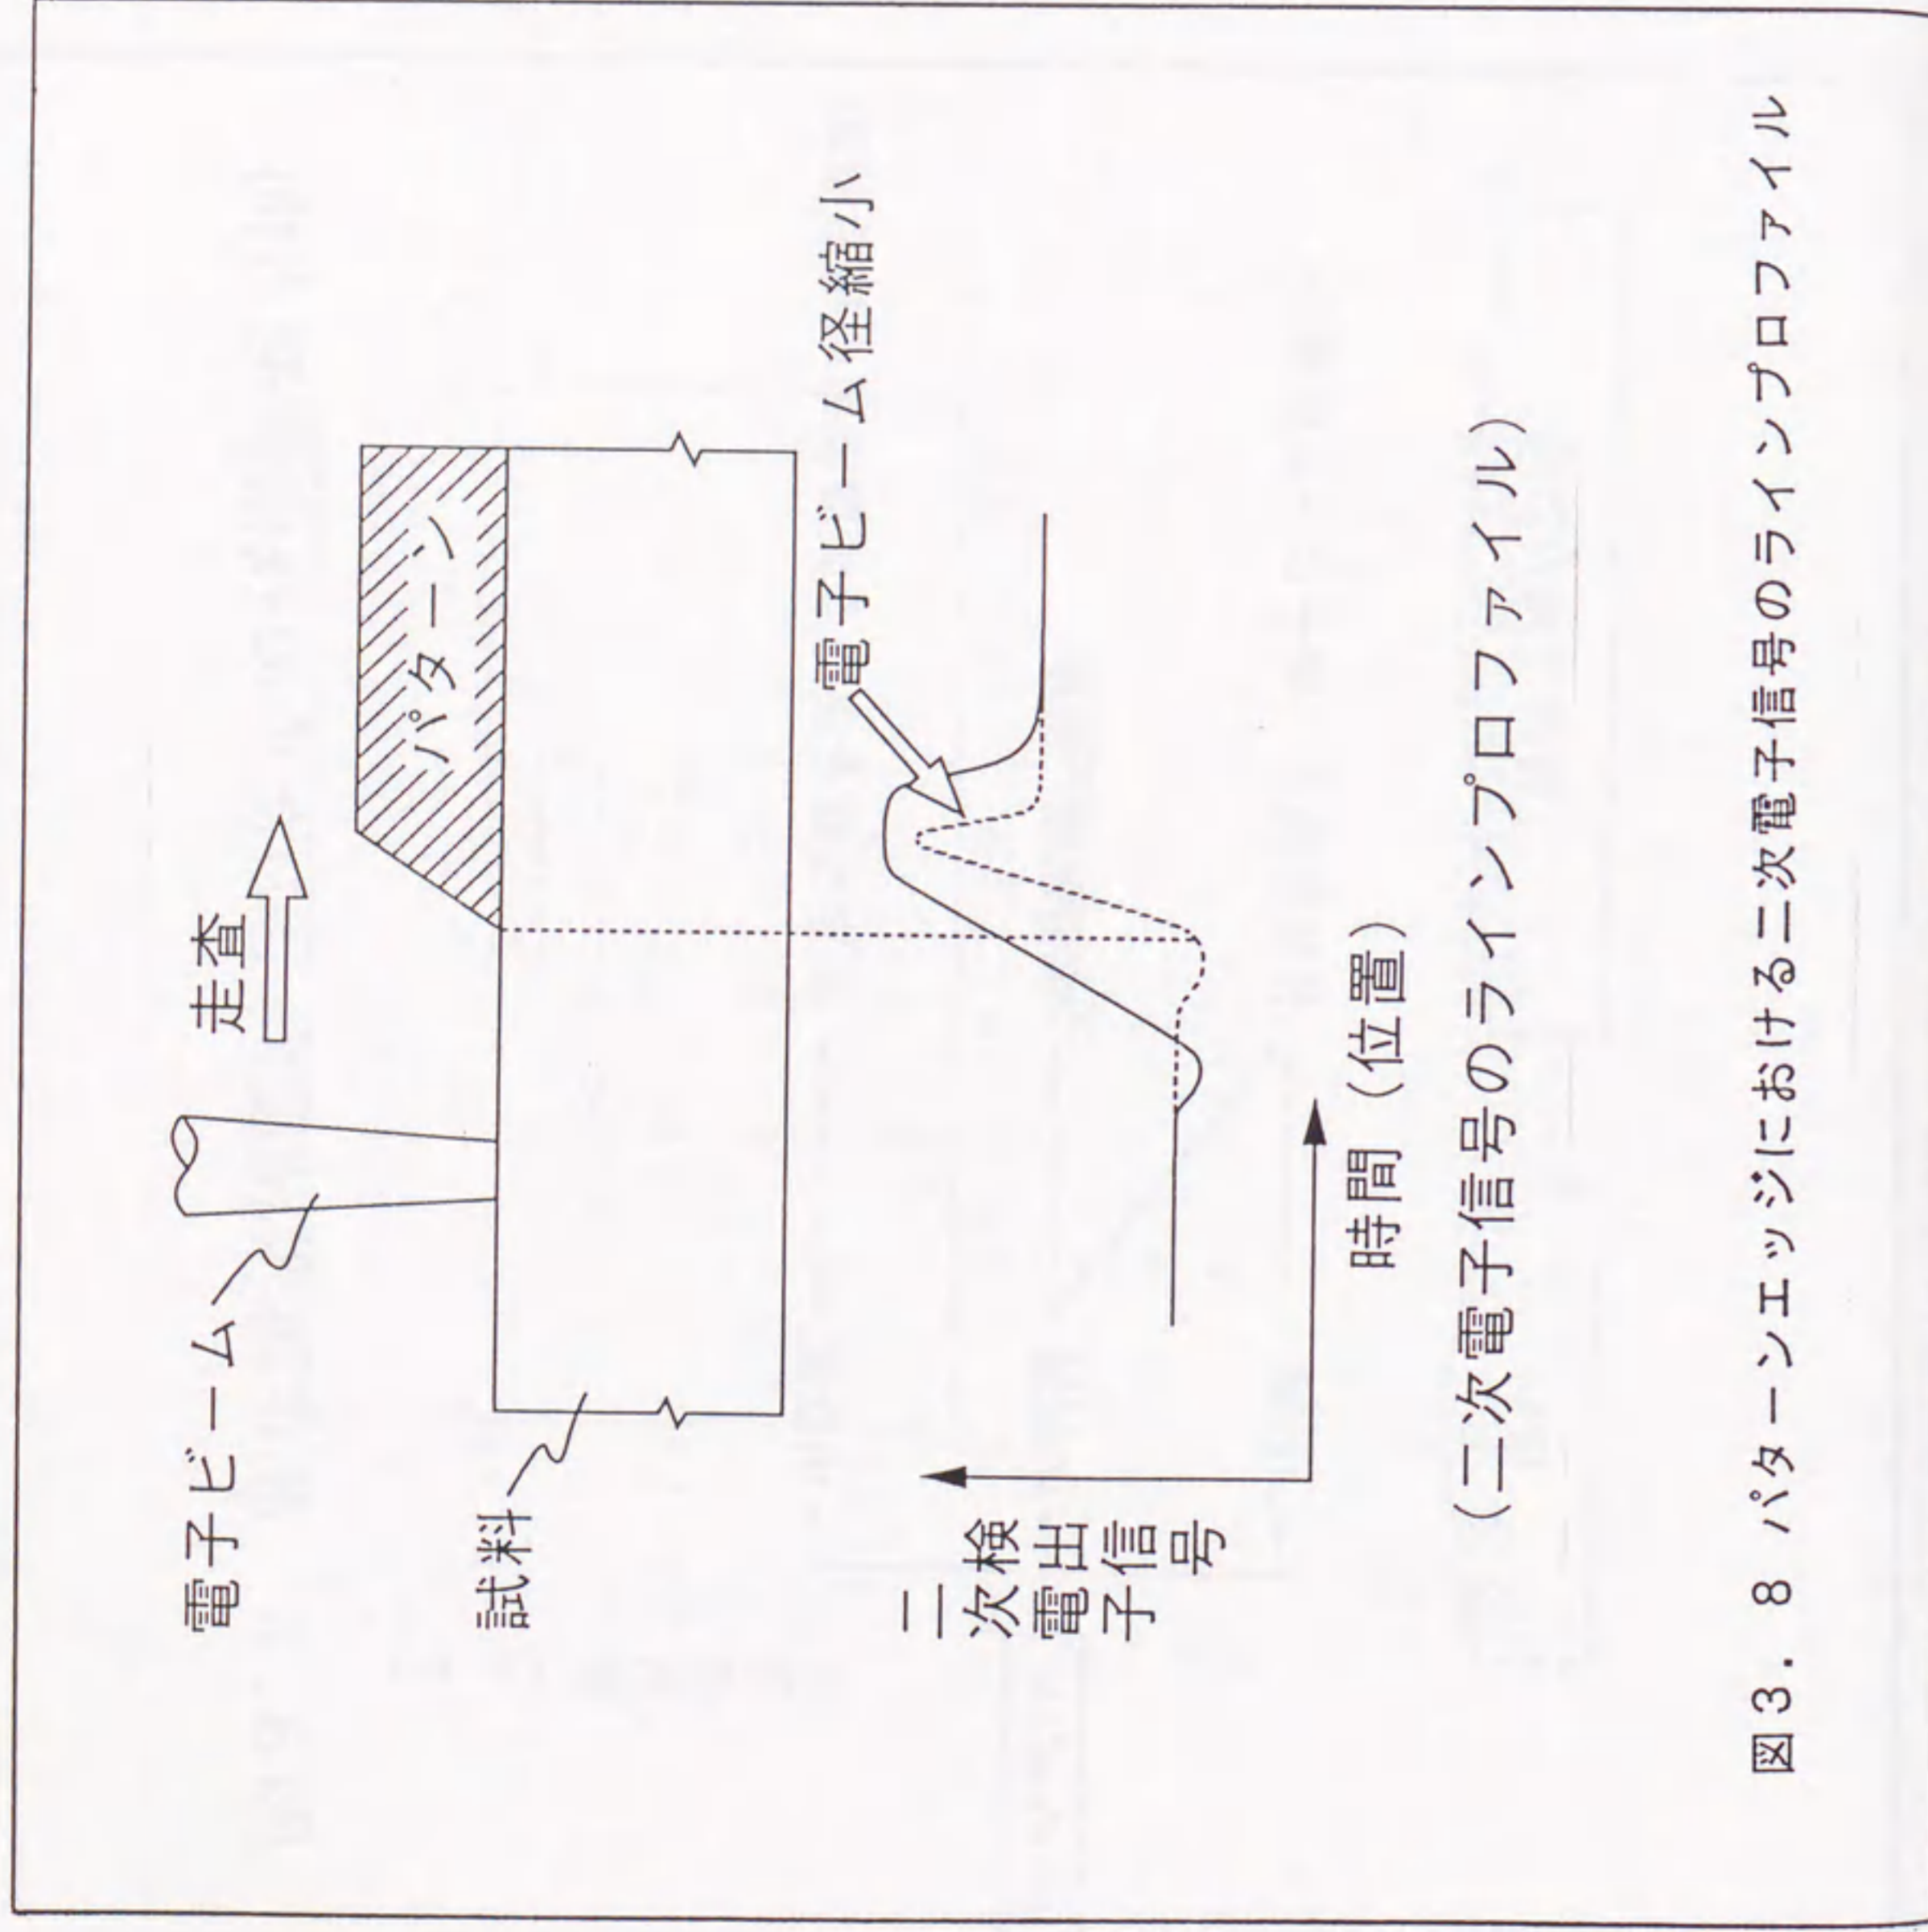 電子ビーム
走査
パターン
試料
電子ビーム径縮小
二次電子
検出信号
時間（位置）
（二次電子信号のラインプロファイル）
図3．8 パターンエッジにおける二次電子信号のラインプロファイル